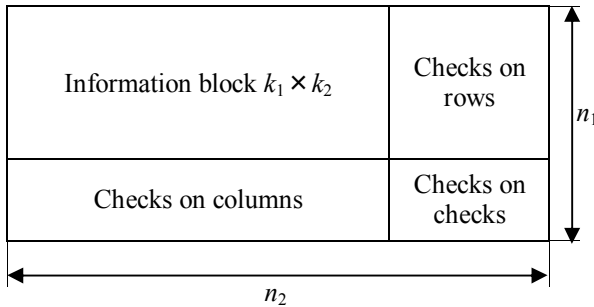 Information block k₁ × k₂
Checks on
rows
n₁
Checks on columns
Checks on
checks
n₂